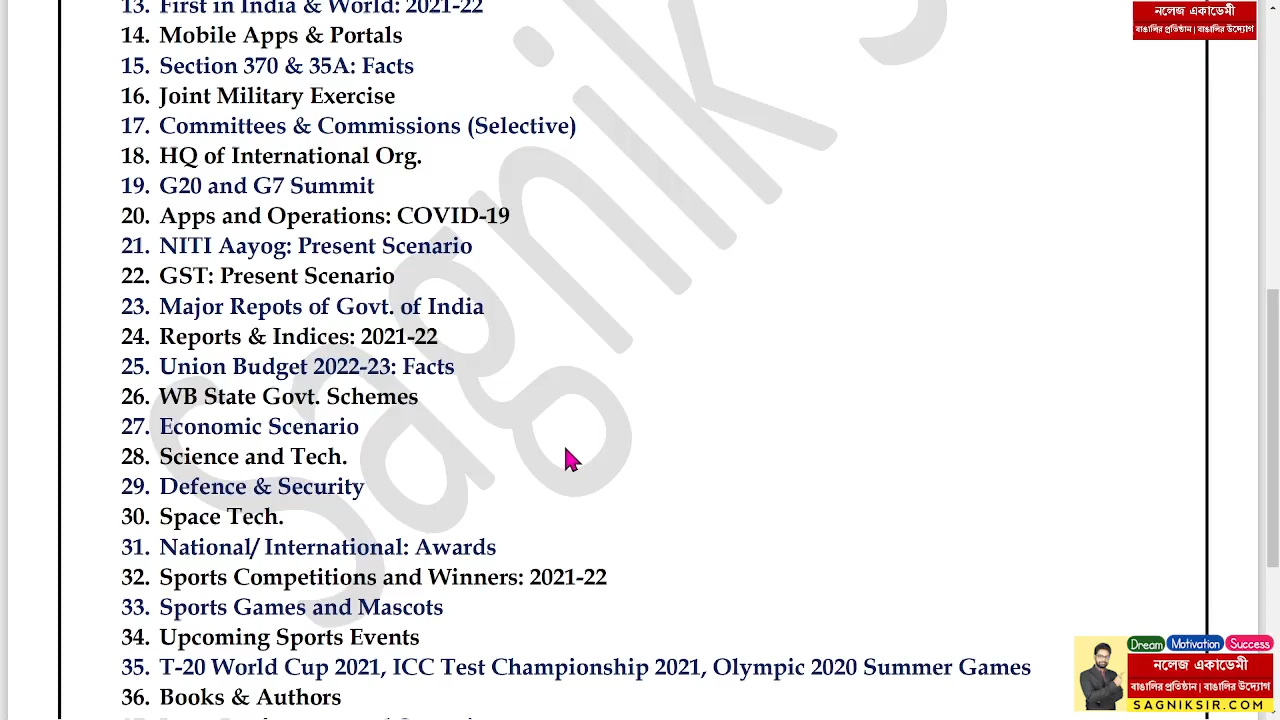 13. First in India & World: 2021-22
নলেজ একাডেমী
বাঙালির প্রতিষ্ঠান | বাঙালির উদ্যোগ
14. Mobile Apps & Portals
15. Section 370 & 35A: Facts
16. Joint Military Exercise
17. Committees & Commissions (Selective)
18. HQ of International Org.
19. G20 and G7 Summit
20. Apps and Operations: COVID-19
21. NITI Aayog: Present Scenario
22. GST: Present Scenario
23. Major Repots of Govt. of India
24. Reports & Indices: 2021-22
25. Union Budget 2022-23: Facts
26. WB State Govt. Schemes
27. Economic Scenario
28. Science and Tech.
29. Defence & Security
30. Space Tech.
31. National/ International: Awards
32. Sports Competitions and Winners: 2021-22
33. Sports Games and Mascots
34. Upcoming Sports Events
35. T-20 World Cup 2021, ICC Test Championship 2021, Olympic 2020 Summer Games
36. Books & Authors
Sagnik
Dream Motivation Success
নলেজ একাডেমী
বাঙালির প্রতিষ্ঠান | বাঙালির উদ্যোগ
SAGNIKSIR.COM